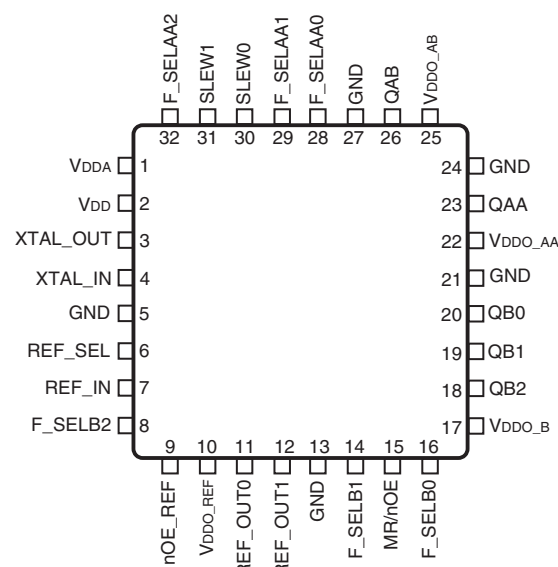 F_SELAA2
SLEW1
SLEW0
F_SELAA1
F_SELAA0
GND
QAB
VDDO_AB
32 31 30 29 28 27 26 25
VDDA 1
VDD 2
XTAL_OUT 3
XTAL_IN 4
GND 5
REF_SEL 6
REF_IN 7
F_SELB2 8
24 GND
23 QAA
22 VDDO_AA
21 GND
20 QB0
19 QB1
18 QB2
17 VDDO_B
9 10 11 12 13 14 15 16
nOE_REF
VDDO_REF
REF_OUT0
REF_OUT1
GND
F_SELB1
MR/nOE
F_SELB0